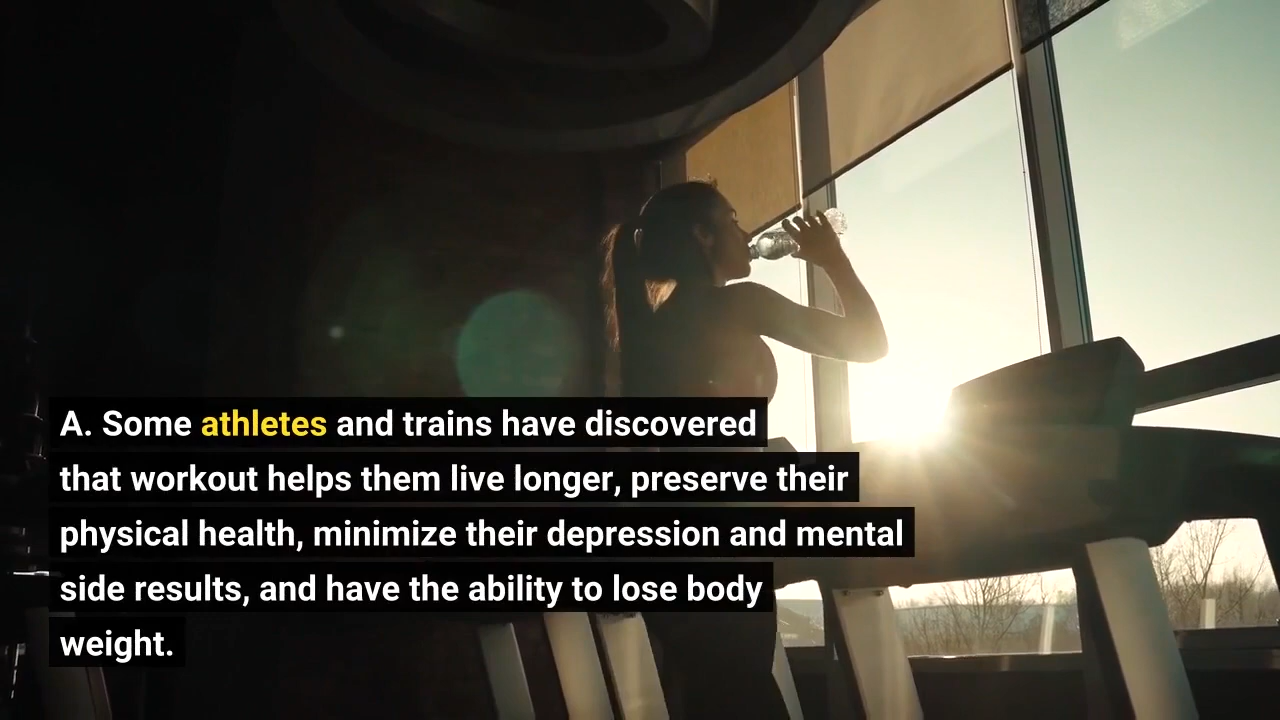 A. Some athletes and trains have discovered
that workout helps them live longer, preserve their
physical health, minimize their depression and mental
side results, and have the ability to lose body
weight.